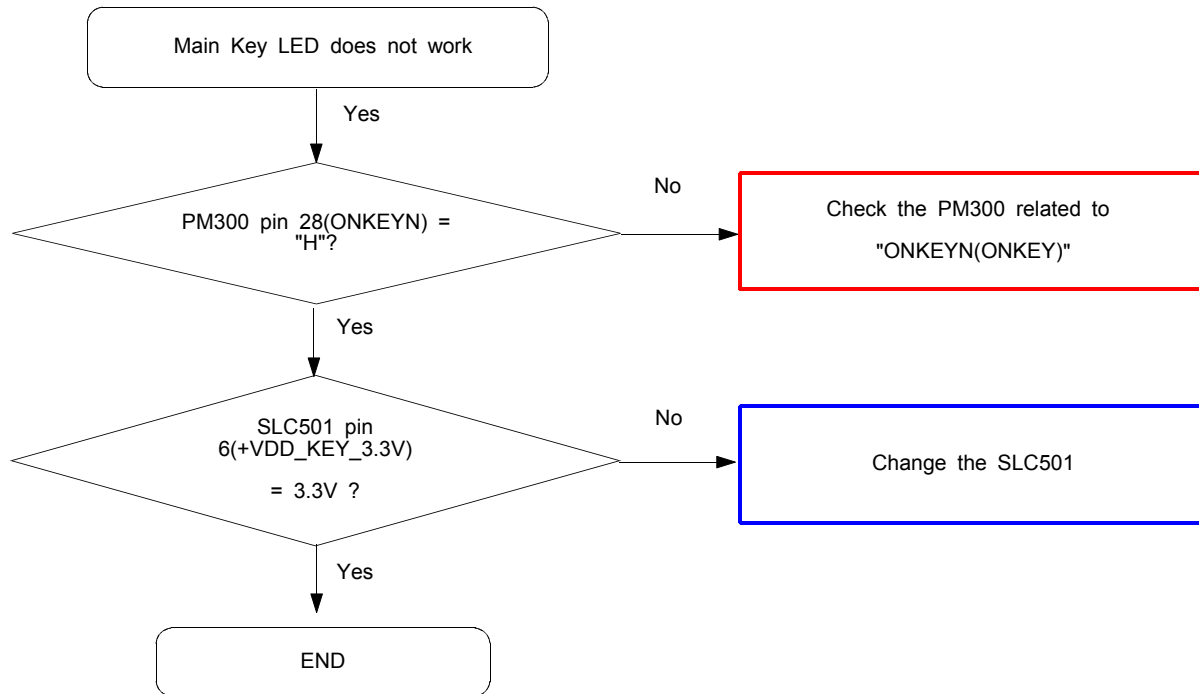 Main Key LED does not work
Yes
PM300 pin 28(ONKEYN) =
"H"?
No
Check the PM300 related to
"ONKEYN(ONKEY)"
Yes
SLC501 pin
6(+VDD_KEY_3.3V)
= 3.3V ?
No
Change the SLC501
Yes
END